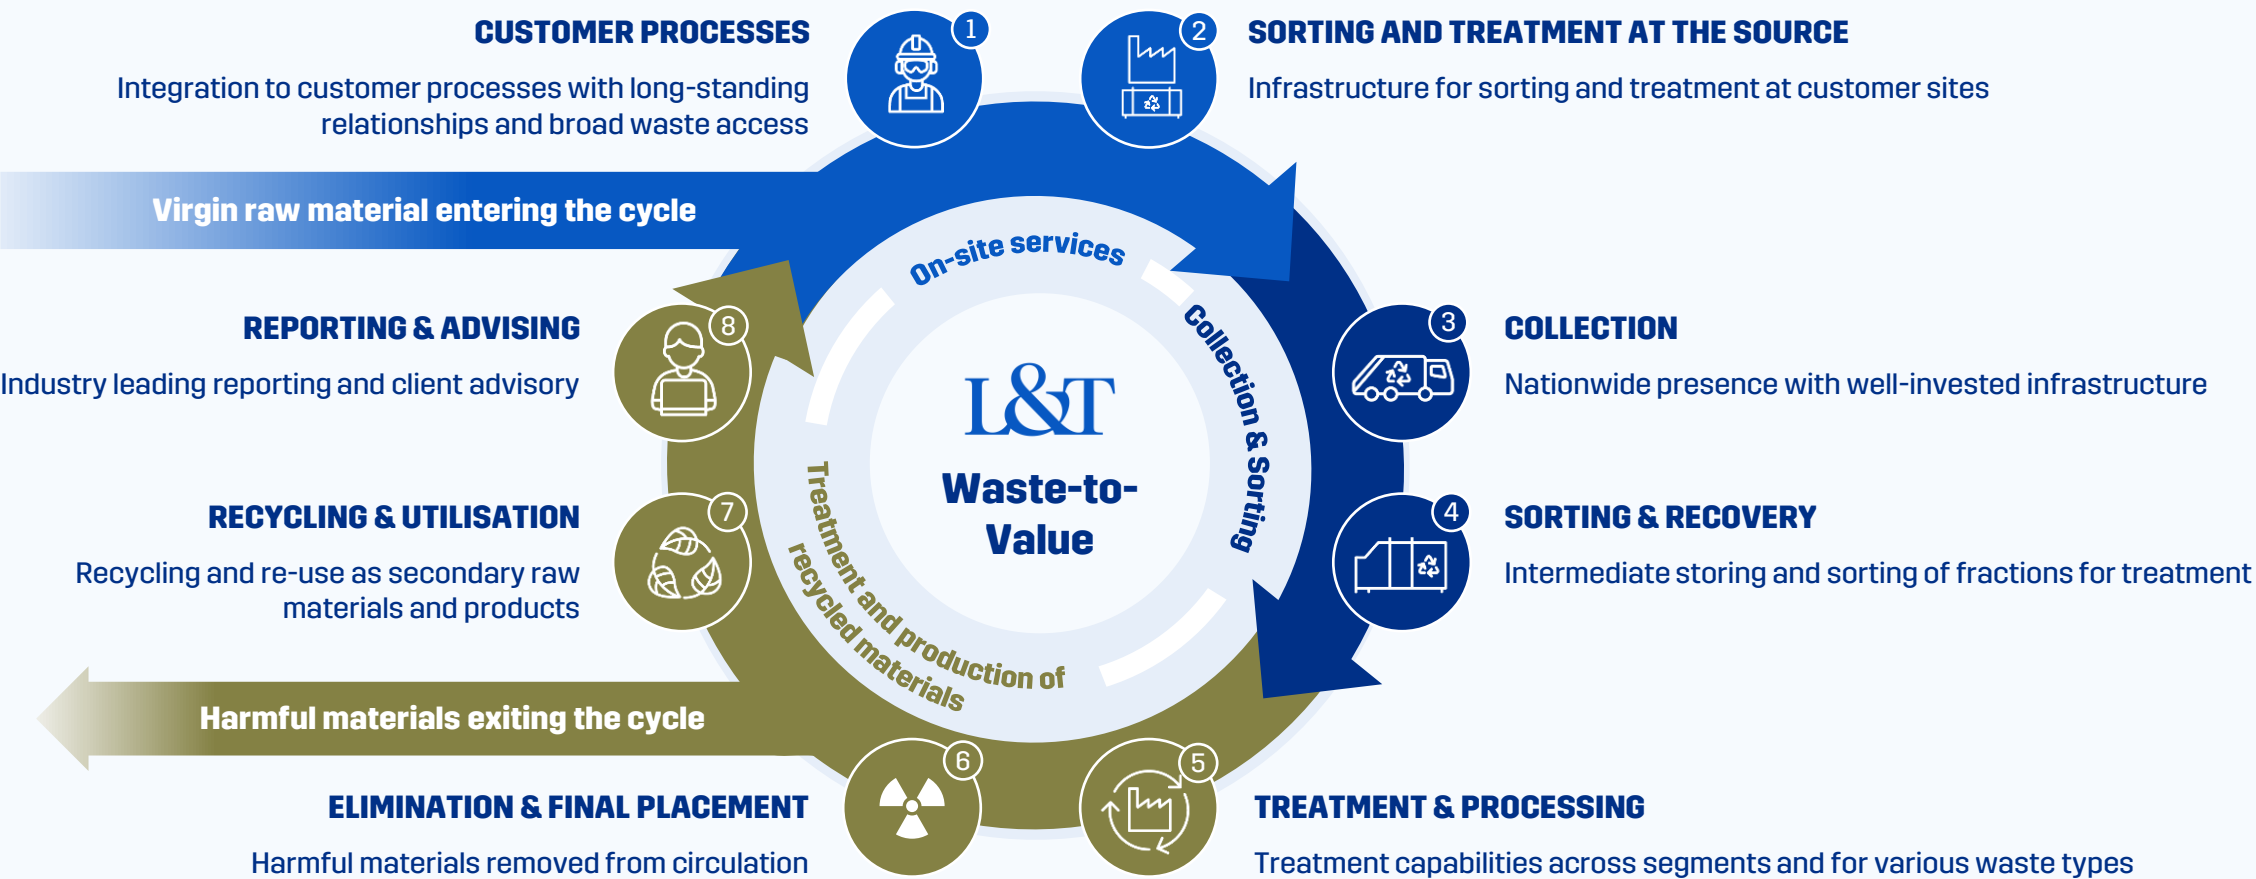 CUSTOMER PROCESSES
1
Integration to customer processes with long-standing
relationships and broad waste access
2
SORTING AND TREATMENT AT THE SOURCE
Infrastructure for sorting and treatment at customer sites
Virgin raw material entering the cycle
On-site services
Collection & Sorting
Treatment and production of
recycled materials
L&T
Waste-to-
Value
3
COLLECTION
Nationwide presence with well-invested infrastructure
4
SORTING & RECOVERY
Intermediate storing and sorting of fractions for treatment
5
TREATMENT & PROCESSING
Treatment capabilities across segments and for various waste types
6
ELIMINATION & FINAL PLACEMENT
Harmful materials removed from circulation
Harmful materials exiting the cycle
7
RECYCLING & UTILISATION
Recycling and re-use as secondary raw
materials and products
8
REPORTING & ADVISING
Industry leading reporting and client advisory